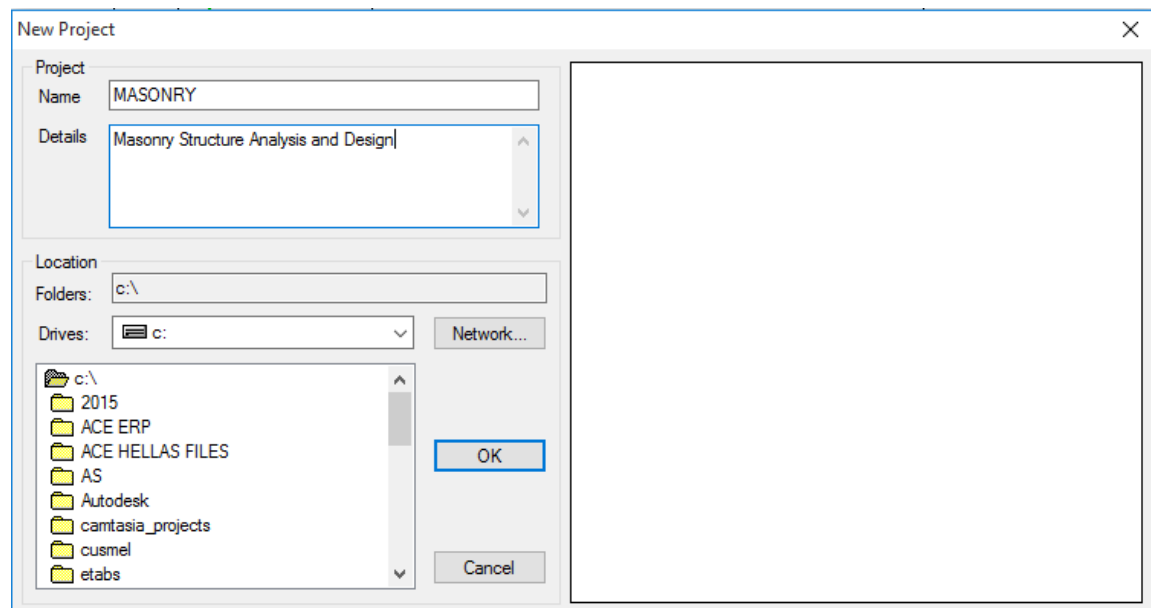 New Project
Project
Name MASONRY
Details Masonry Structure Analysis and Design
Location
Folders: c:\
Drives: c: Network...
c:\
2015
ACE ERP
ACE HELLAS FILES
OK
AS
Autodesk
camtasia_projects
cusmel
etabs
Cancel